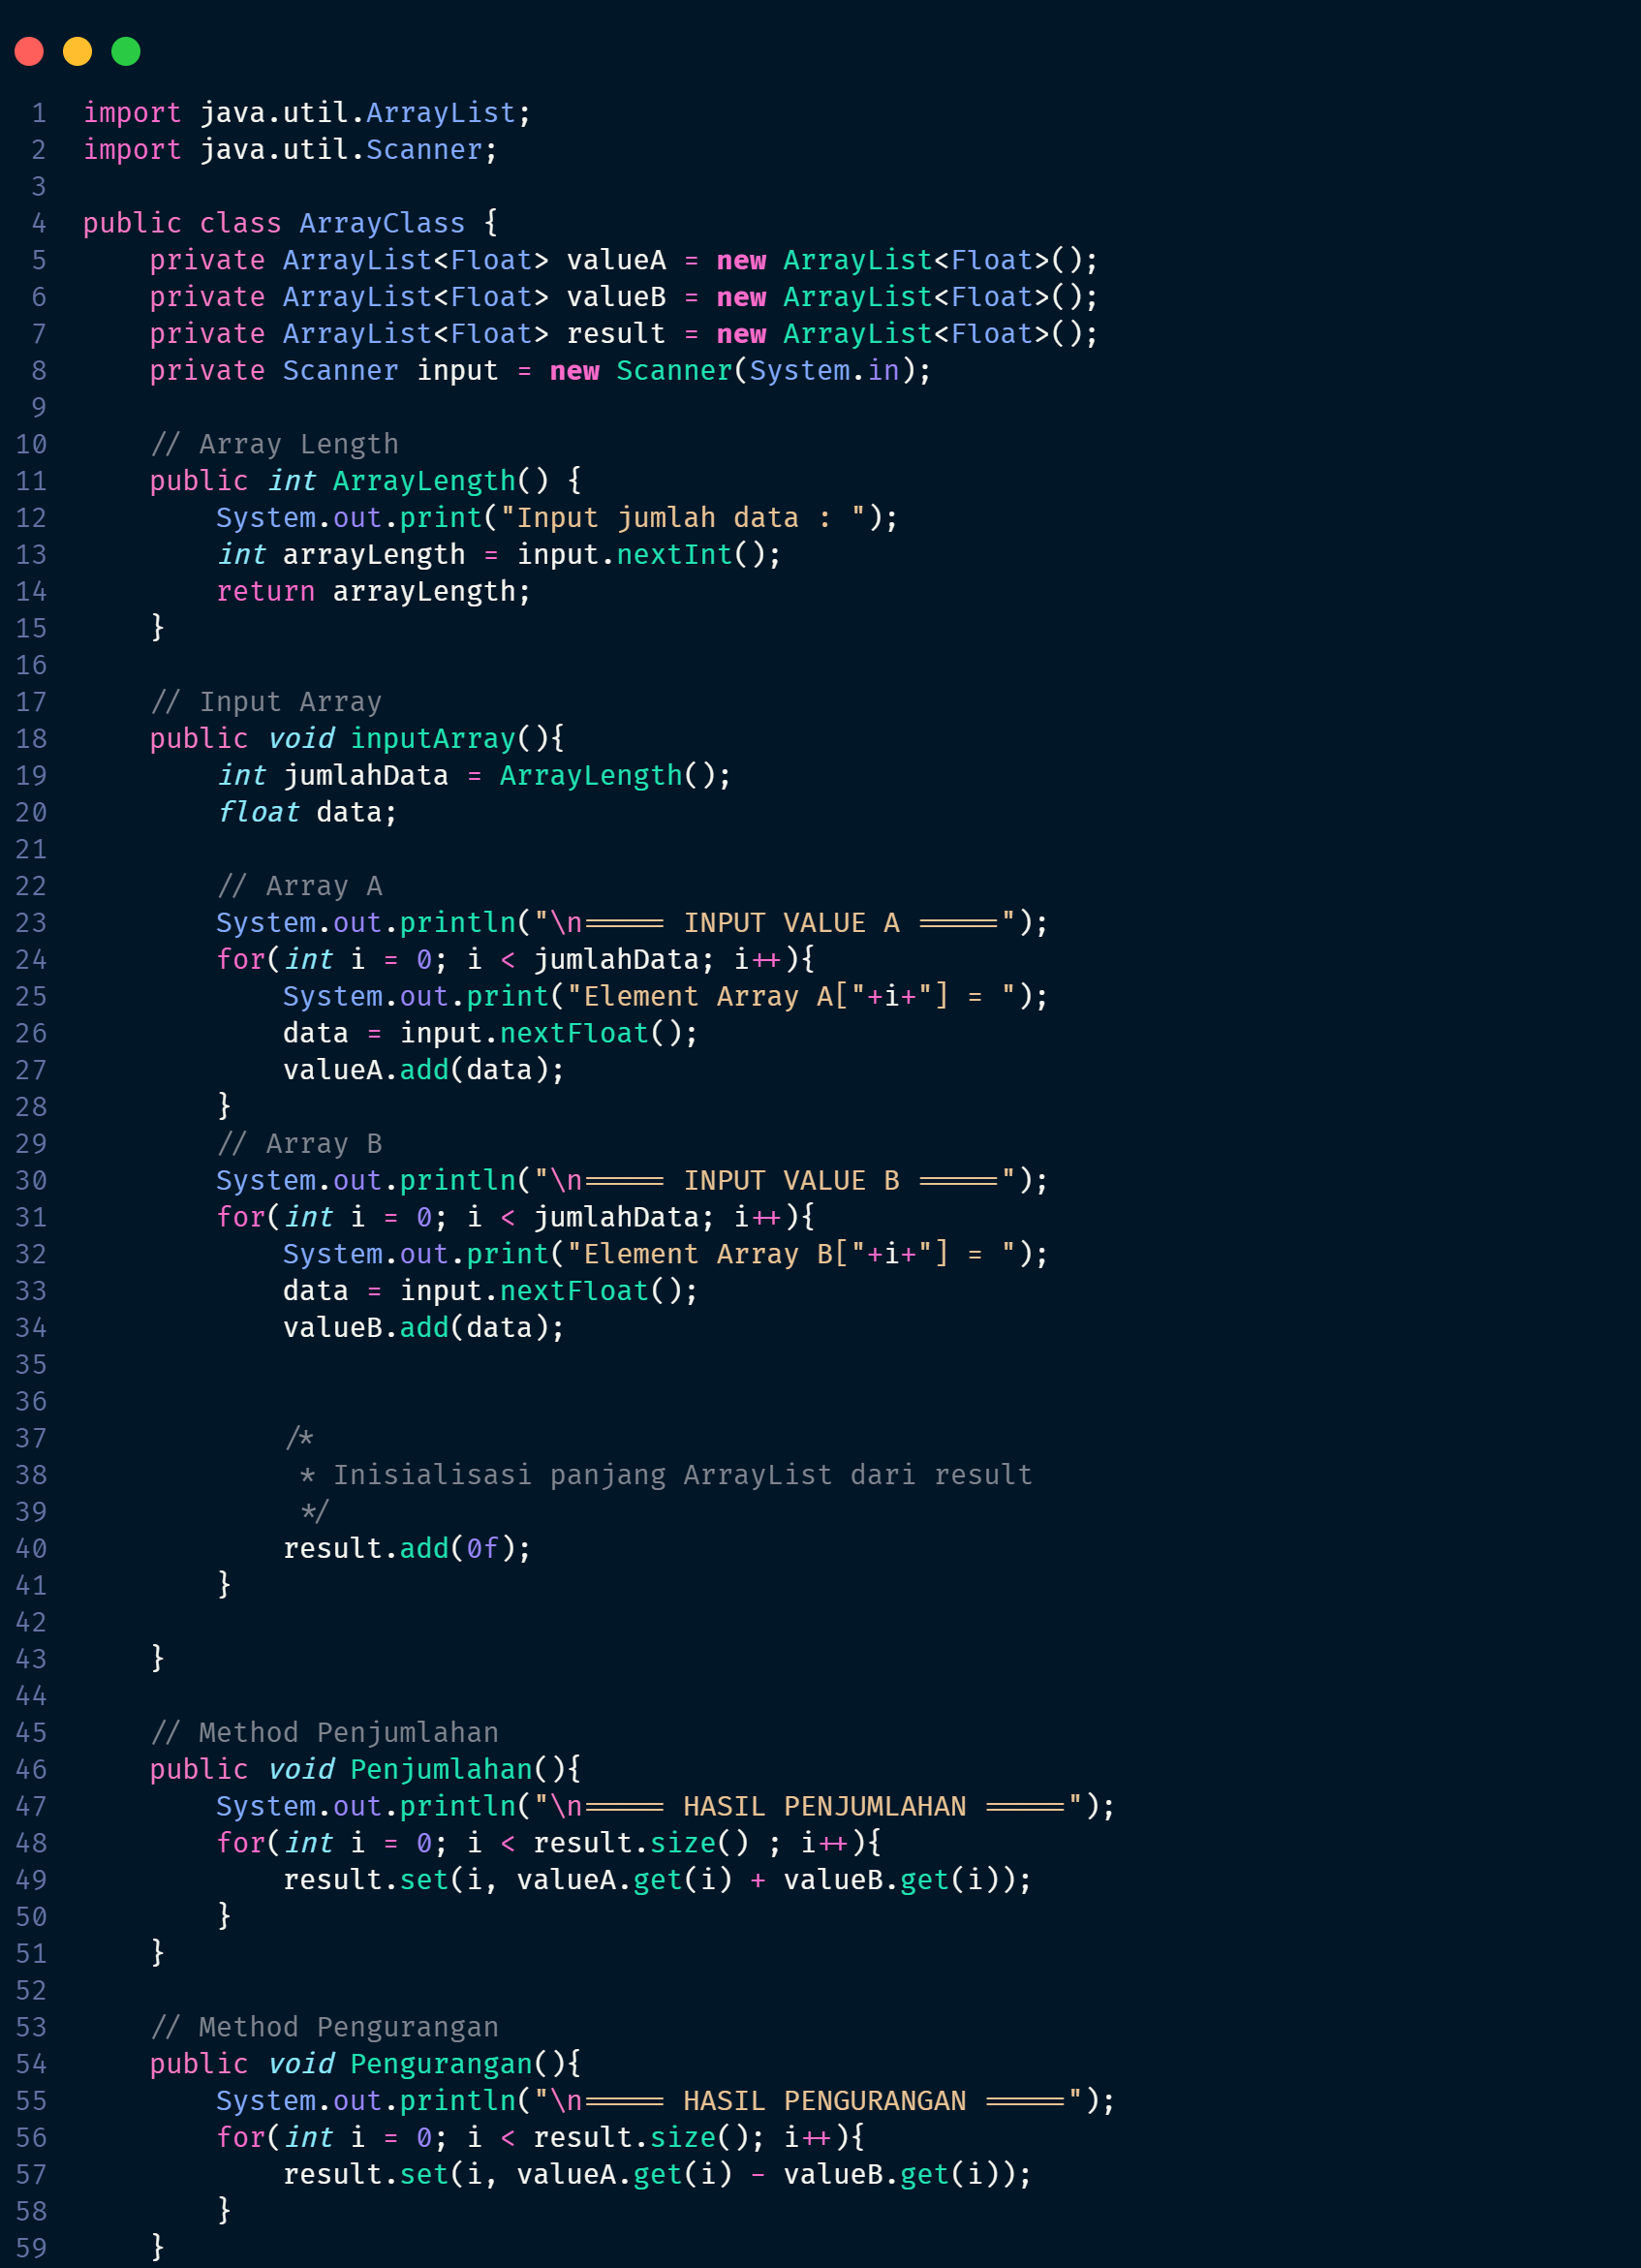 1 import java.util.ArrayList;
2 import java.util.Scanner;
3
4 public class ArrayClass {
5     private ArrayList<Float> valueA = new ArrayList<Float>();
6     private ArrayList<Float> valueB = new ArrayList<Float>();
7     private ArrayList<Float> result = new ArrayList<Float>();
8     private Scanner input = new Scanner(System.in);
9
10     // Array Length
11     public int ArrayLength() {
12         System.out.print("Input jumlah data : ");
13         int arrayLength = input.nextInt();
14         return arrayLength;
15     }
16
17     // Input Array
18     public void inputArray(){
19         int jumlahData = ArrayLength();
20         float data;
21
22         // Array A
23         System.out.println("\n===== INPUT VALUE A =====");
24         for(int i = 0; i < jumlahData; i++){
25             System.out.print("Element Array A["+i+"] = ");
26             data = input.nextFloat();
27             valueA.add(data);
28         }
29         // Array B
30         System.out.println("\n===== INPUT VALUE B =====");
31         for(int i = 0; i < jumlahData; i++){
32             System.out.print("Element Array B["+i+"] = ");
33             data = input.nextFloat();
34             valueB.add(data);
35
36
37             /*
38              * Inisialisasi panjang ArrayList dari result
39              */
40             result.add(0f);
41         }
42
43     }
44
45     // Method Penjumlahan
46     public void Penjumlahan(){
47         System.out.println("\n===== HASIL PENJUMLAHAN =====");
48         for(int i = 0; i < result.size() ; i++){
49             result.set(i, valueA.get(i) + valueB.get(i));
50         }
51     }
52
53     // Method Pengurangan
54     public void Pengurangan(){
55         System.out.println("\n===== HASIL PENGURANGAN =====");
56         for(int i = 0; i < result.size(); i++){
57             result.set(i, valueA.get(i) - valueB.get(i));
58         }
59     }